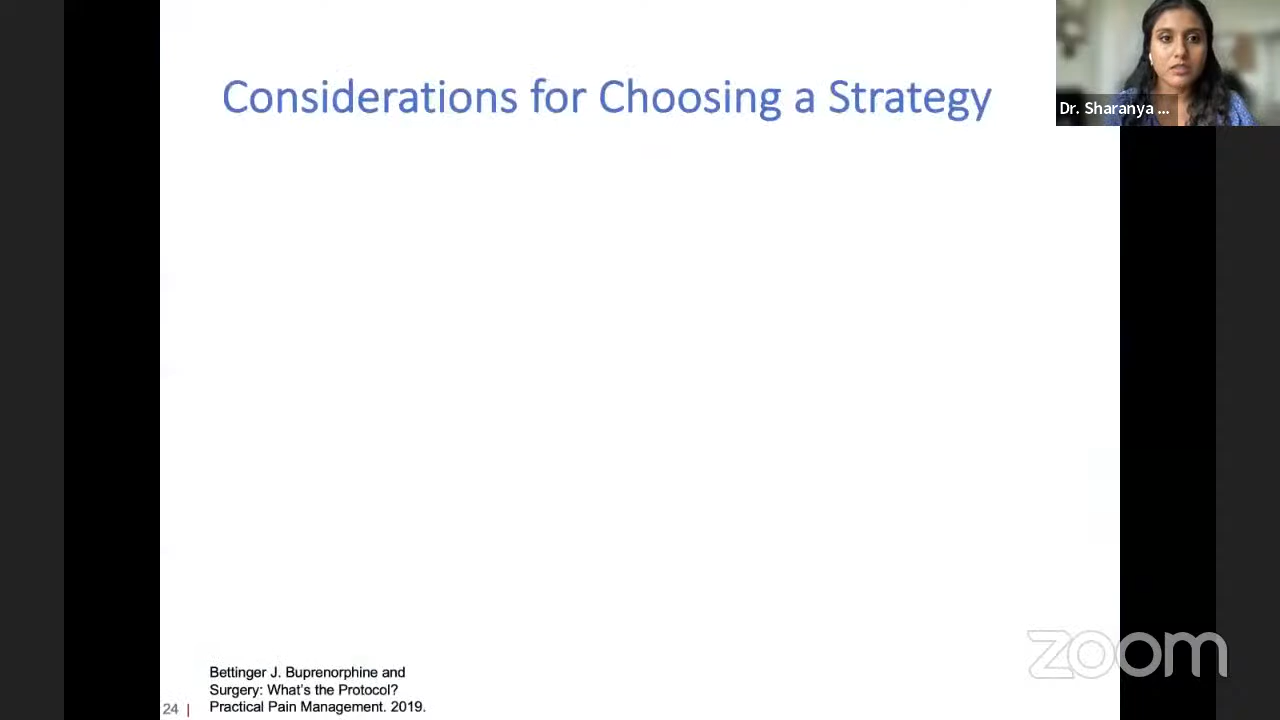 Considerations for Choosing a Strategy
Dr. Sharanya ...
Bettinger J. Buprenorphine and
Surgery: What's the Protocol?
Practical Pain Management. 2019.
24 |
zoom